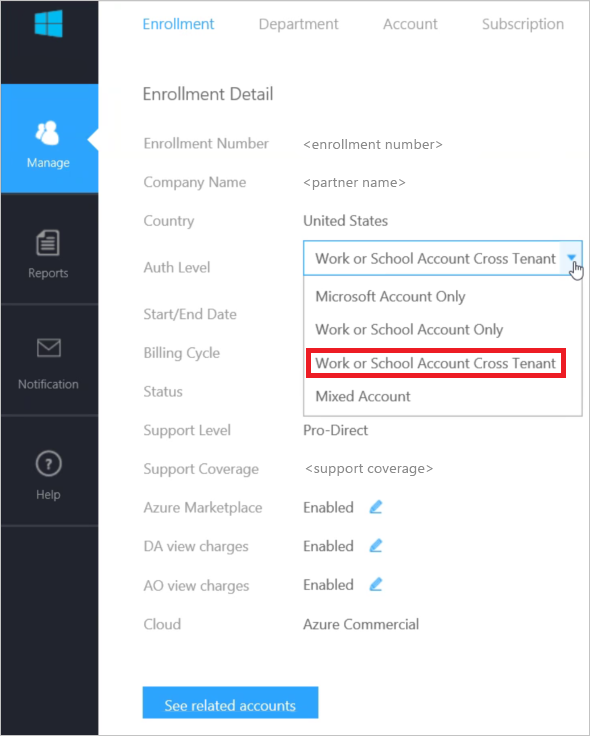 Enrollment Department Account Subscription
Manage
Reports
Notification
Help
Enrollment Detail
Enrollment Number <enrollment number>
Company Name <partner name>
Country United States
Auth Level Work or School Account Cross Tenant
Microsoft Account Only
Start/End Date
Work or School Account Only
Billing Cycle
Work or School Account Cross Tenant
Status
Mixed Account
Support Level Pro-Direct
Support Coverage <support coverage>
Azure Marketplace Enabled
DA view charges Enabled
AO view charges Enabled
Cloud Azure Commercial
See related accounts
?